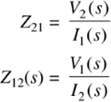 Z₂₁ = V₂(s) / I₁(s)
Z₁₂(s) = V₁(s) / I₂(s)